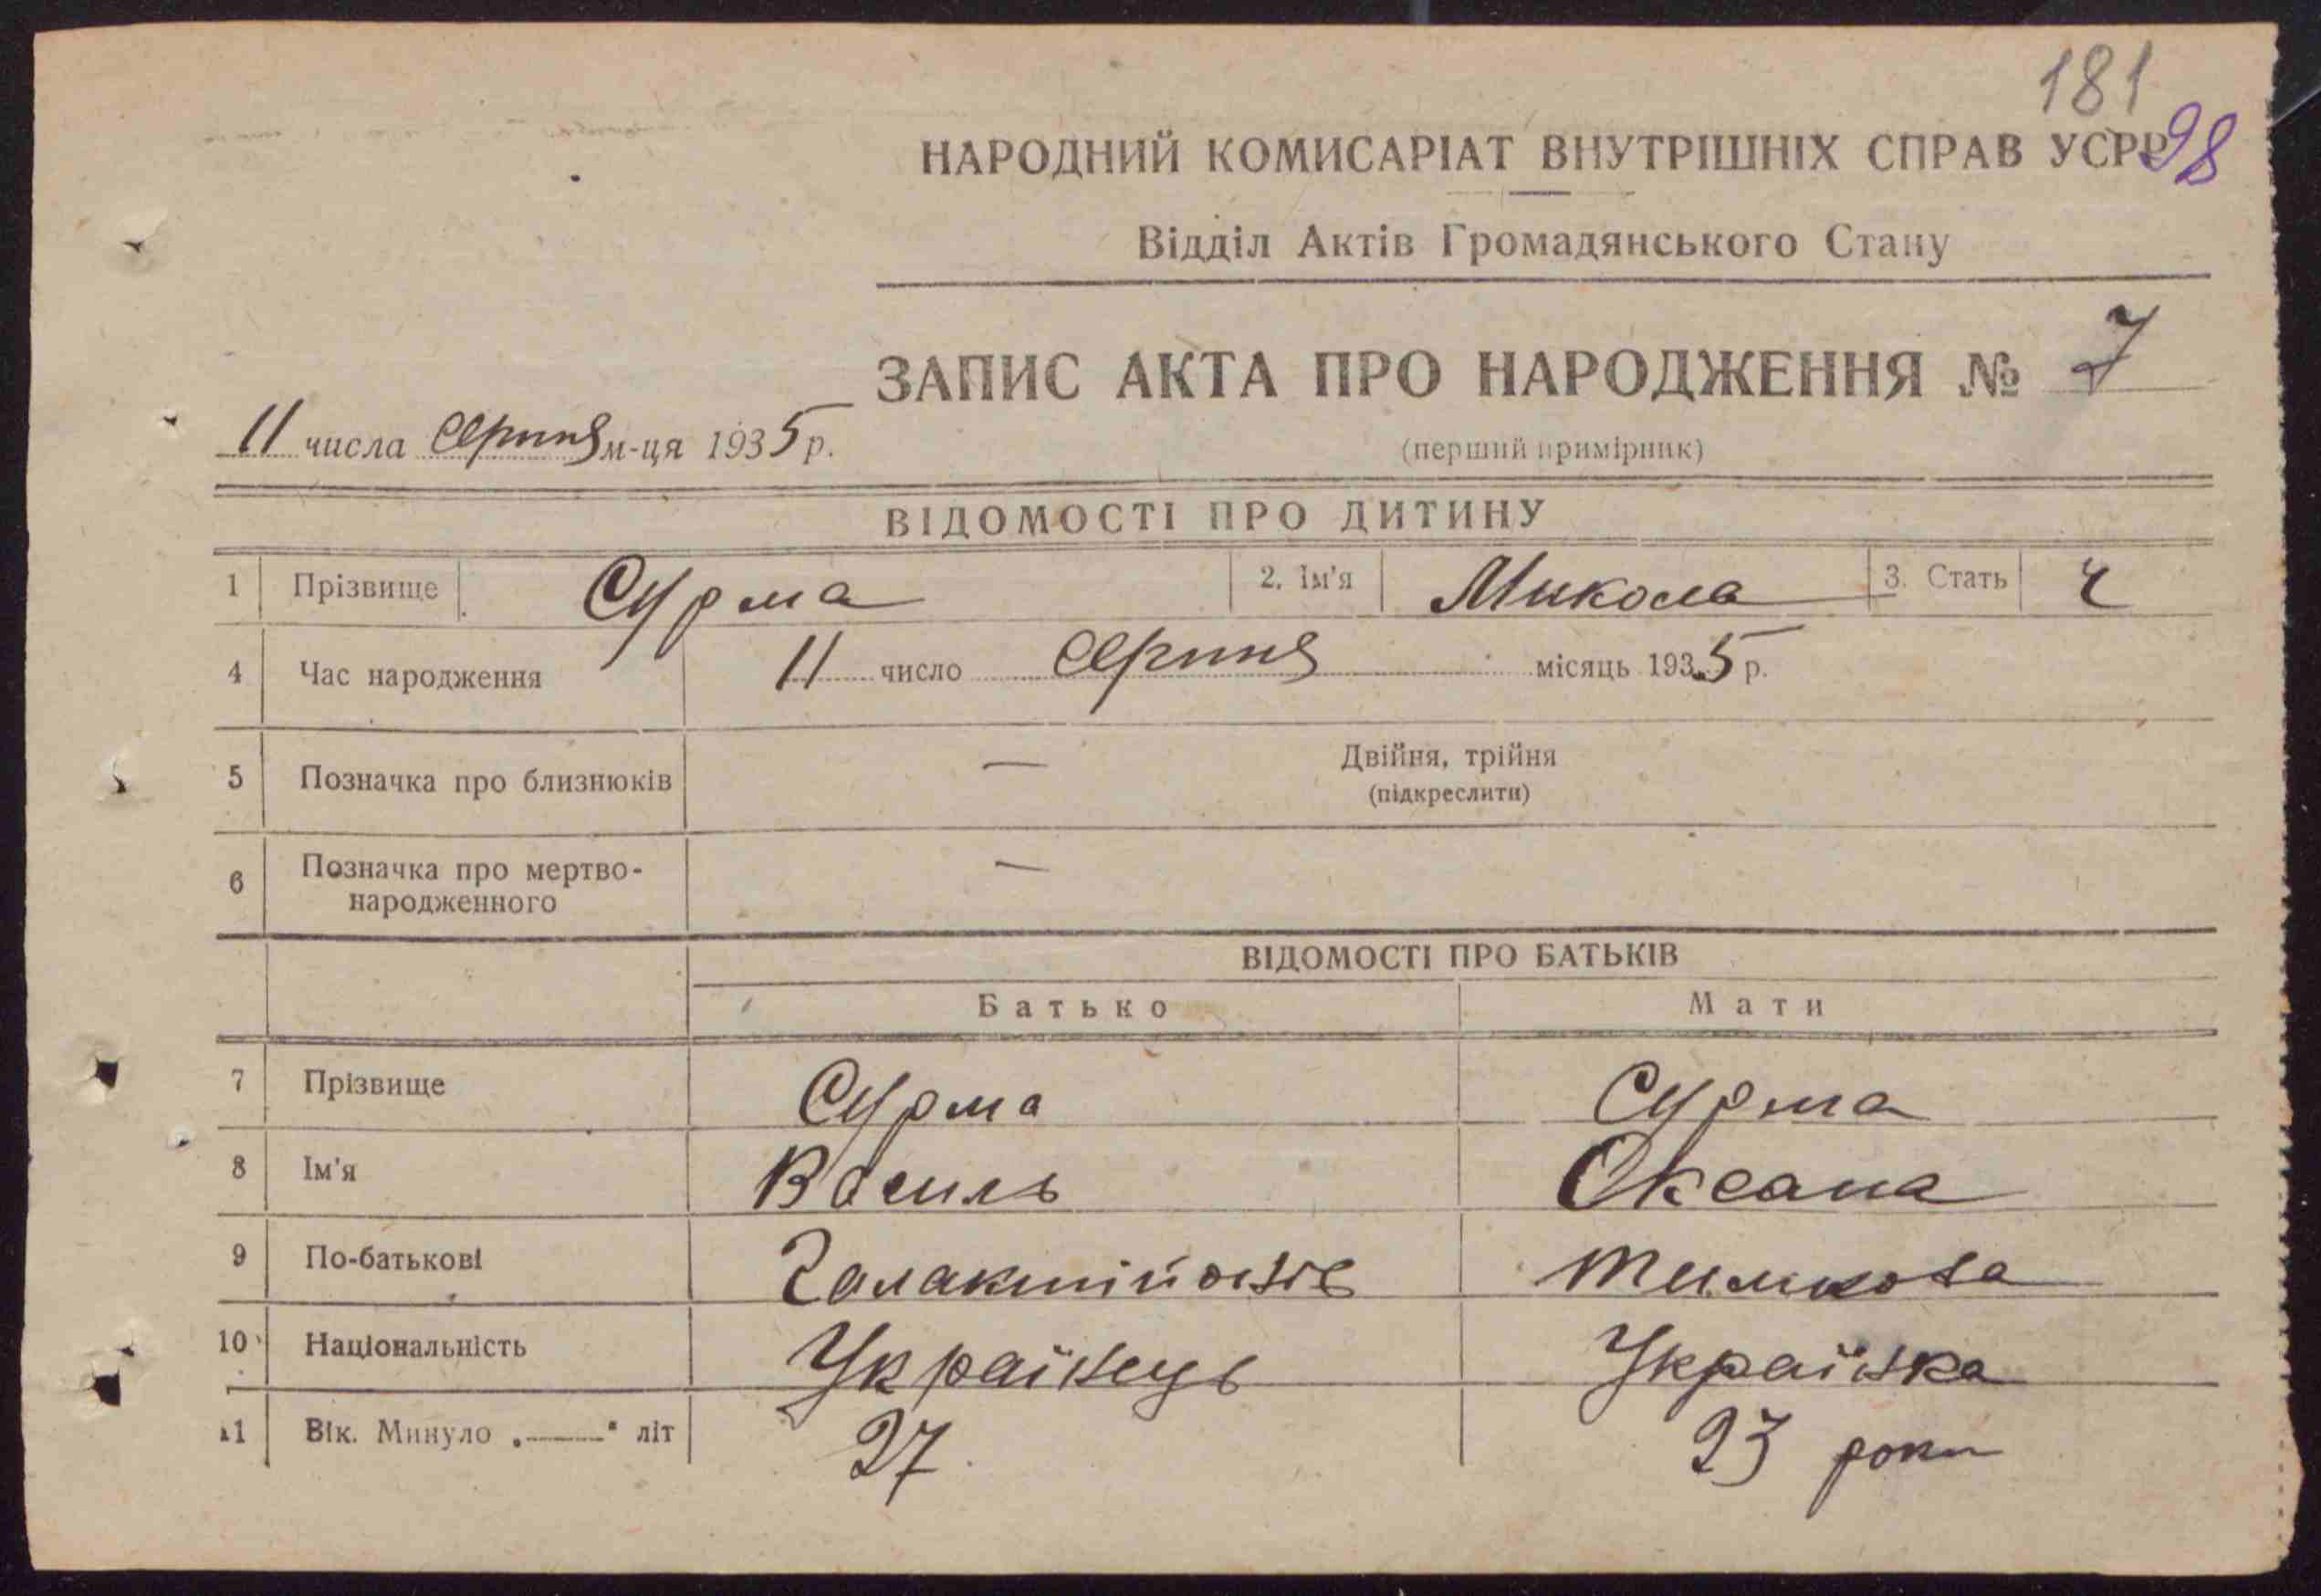 181
98
НАРОДНИЙ КОМИСАРІАТ ВНУТРІШНІХ СПРАВ УСРР
Відділ Актів Громадянського Стану
ЗАПИС АКТА ПРО НАРОДЖЕННЯ № 7
11 числа серпня м-ця 1935 р.
(перший примірник)
ВІДОМОСТІ ПРО ДИТИНУ
1 Прізвище Сурма 2. Ім'я Микола 3. Стать ч
4 Час народження 11 число серпня місяць 1935 р.
5 Позначка про близнюків — Двійня, трійня
(підкреслити)
6 Позначка про мертво-
народженного —
ВІДОМОСТІ ПРО БАТЬКІВ
Батько Мати
7 Прізвище Сурма Сурма
8 Ім'я Василь Оксана
9 По-батькові Галактійонів Тимкова
10 Національність Українець Українка
11 Вік. Минуло „——" літ 27 23 роки